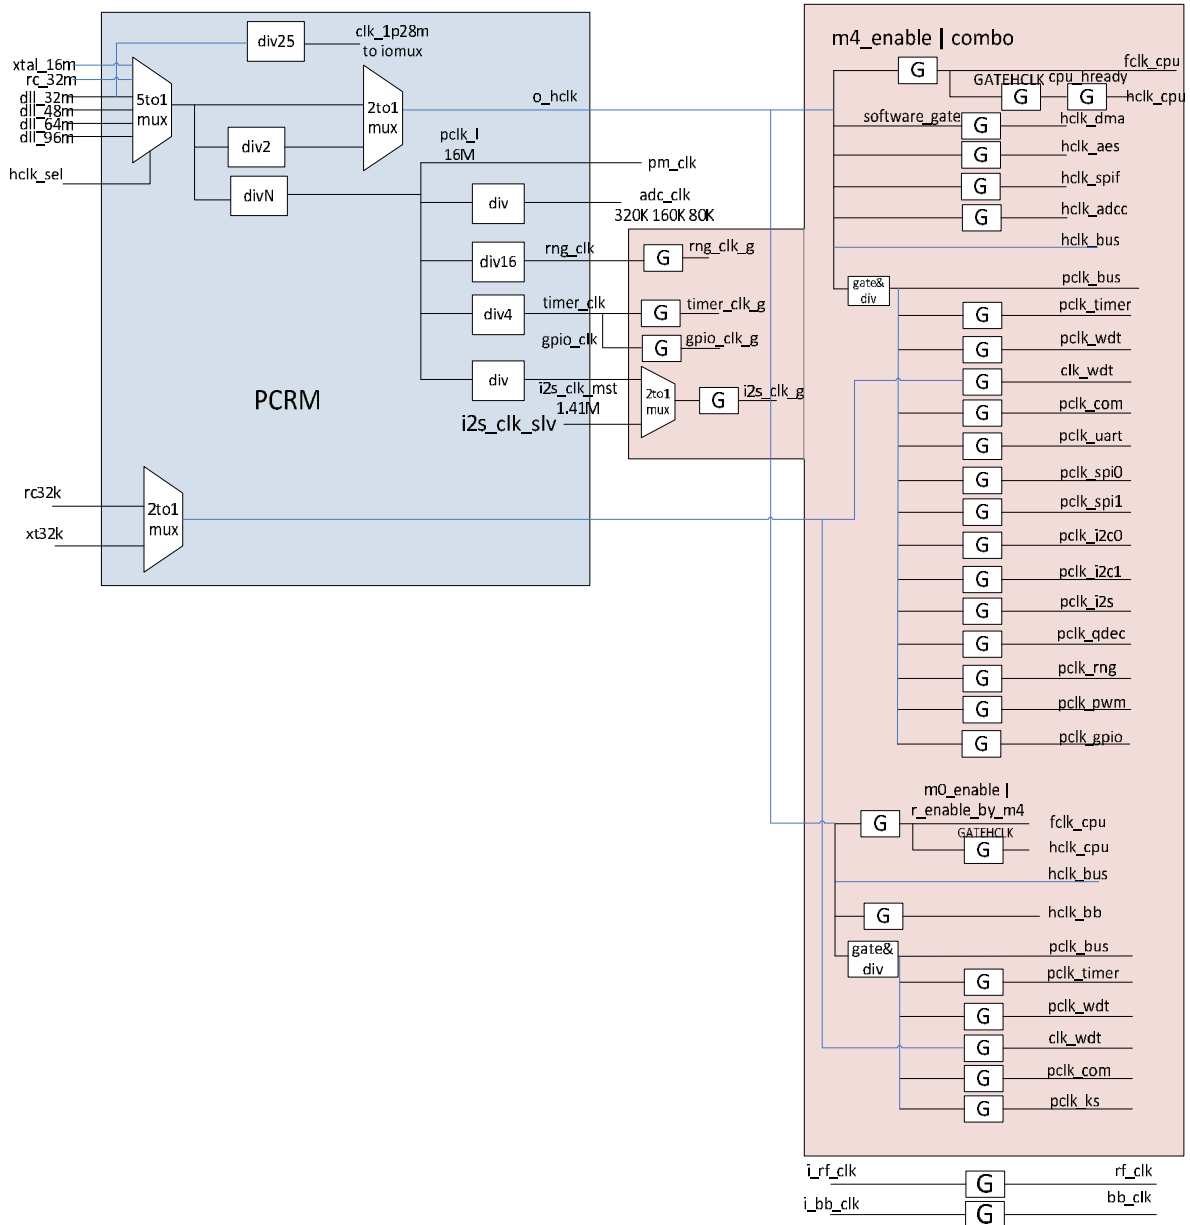 div25
clk_1p28m
to iomux
xtal_16m
rc_32m
dll_32m
dll_48m
dll_64m
dll_96m
5to1
mux
hclk_sel
div2
divN
2to1
mux
o_hclk
pclk_l
16M
pm_clk
div
adc_clk
320K 160K 80K
div16
rng_clk
G
rng_clk_g
div4
timer_clk
G
timer_clk_g
gpio_clk
G
gpio_clk_g
div
i2s_clk_mst
1.41M
i2s_clk_slv
2to1
mux
G
i2s_clk_g
PCRM
rc32k
xt32k
2to1
mux
m4_enable | combo
G
fclk_cpu
GATEHCLK
cpu_hready
G
G
hclk_cpu
software_gate
G
hclk_dma
G
hclk_aes
G
hclk_spif
G
hclk_adcc
hclk_bus
gate&
div
pclk_bus
G
pclk_timer
G
pclk_wdt
G
clk_wdt
G
pclk_com
G
pclk_uart
G
pclk_spi0
G
pclk_spi1
G
pclk_i2c0
G
pclk_i2c1
G
pclk_i2s
G
pclk_qdec
G
pclk_rng
G
pclk_pwm
G
pclk_gpio
m0_enable |
r_enable_by_m4
G
fclk_cpu
GATEHCLK
G
hclk_cpu
hclk_bus
G
hclk_bb
gate&
div
pclk_bus
G
pclk_timer
G
pclk_wdt
G
clk_wdt
G
pclk_com
G
pclk_ks
i_rf_clk
G
rf_clk
i_bb_clk
G
bb_clk